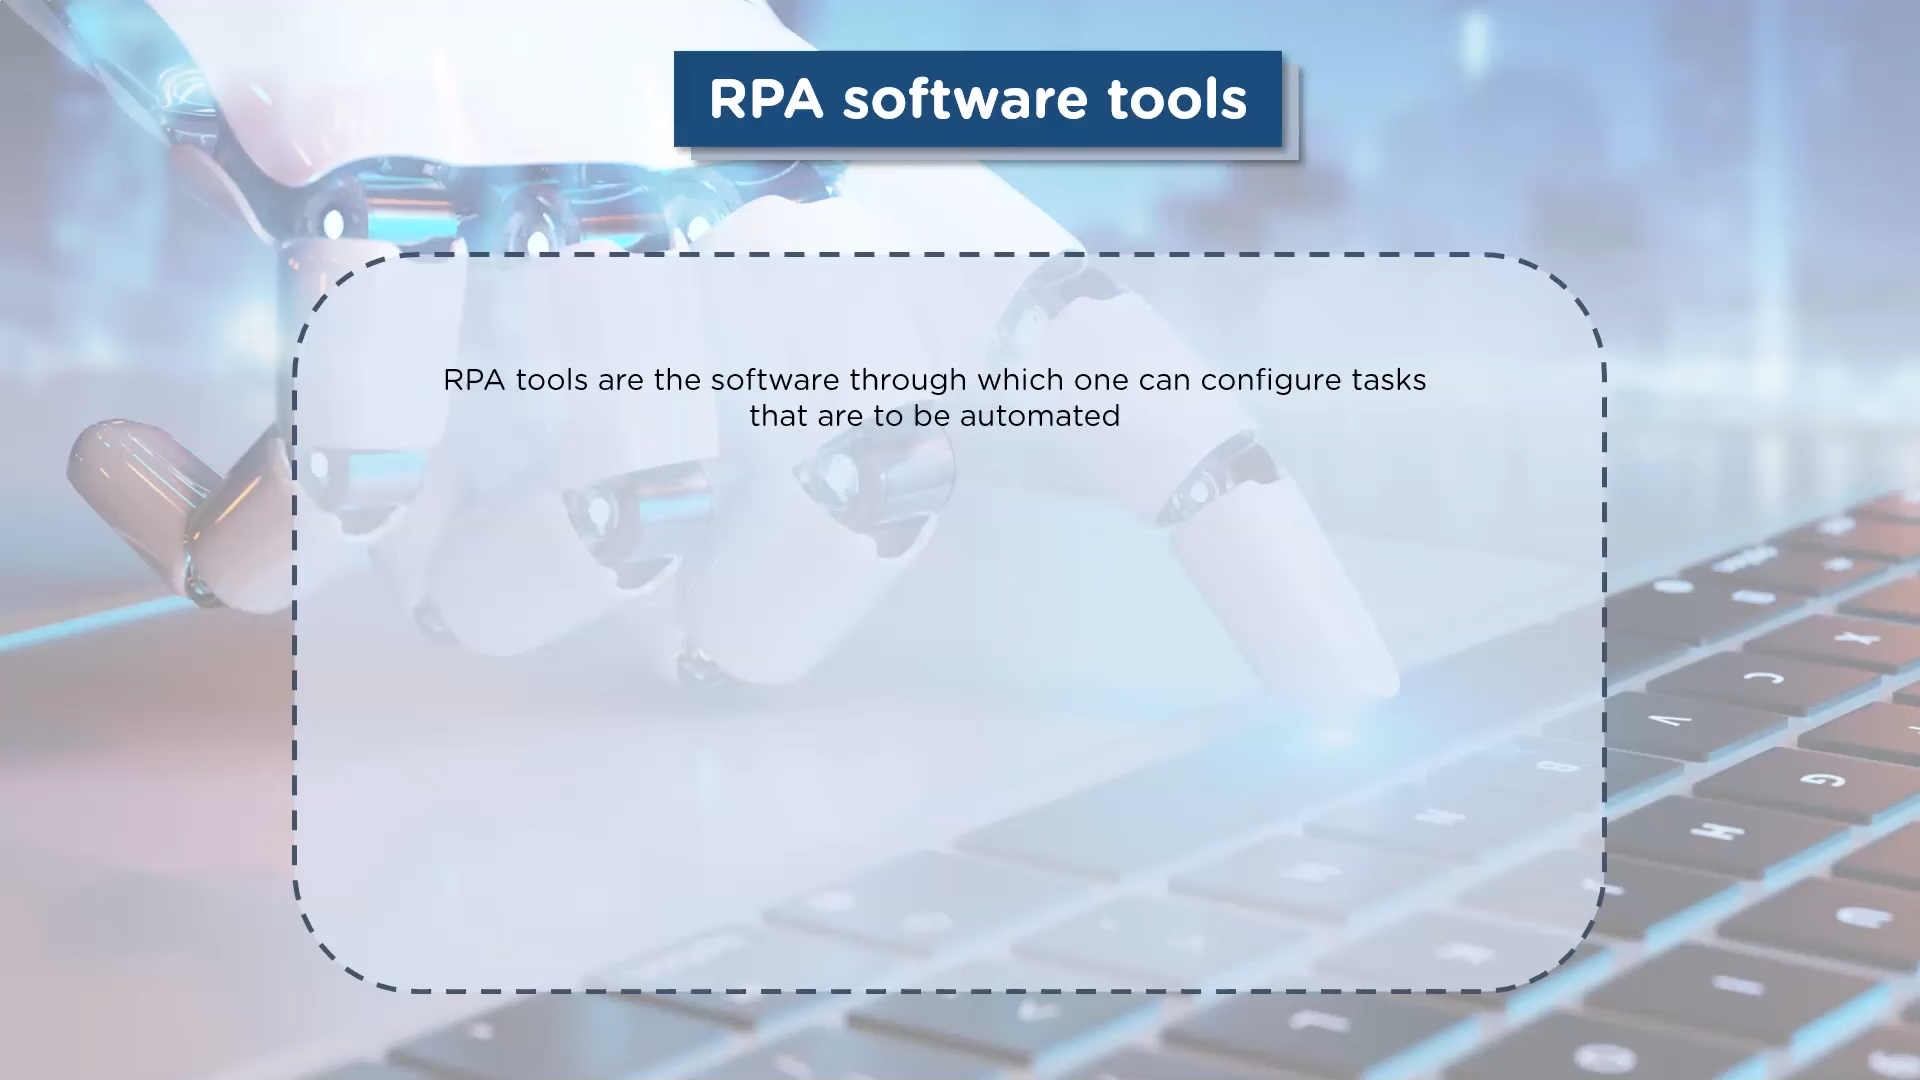 RPA software tools
RPA tools are the software through which one can configure tasks
that are to be automated